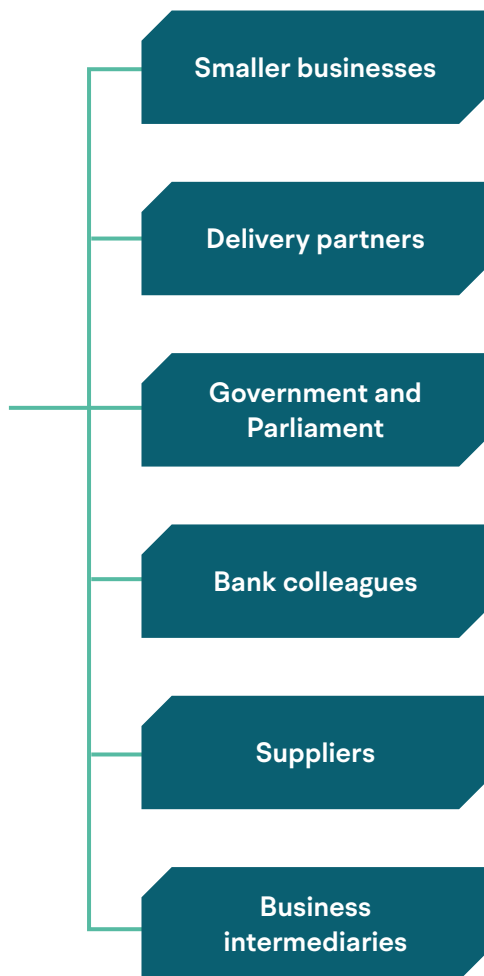 Smaller businesses
Delivery partners
Government and
Parliament
Bank colleagues
Suppliers
Business
intermediaries